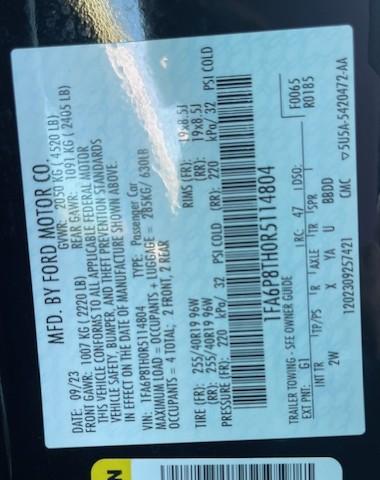 MFD. BY FORD MOTOR CO.
DATE: 09/23 GVWR: 2050 KG (4520 LB)
FRONT GAWR: 1007 KG (2220 LB) REAR GAWR: 1091 KG (2405 LB)
THIS VEHICLE CONFORMS TO ALL APPLICABLE FEDERAL MOTOR
VEHICLE SAFETY, BUMPER, AND THEFT PREVENTION STANDARDS
IN EFFECT ON THE DATE OF MANUFACTURE SHOWN ABOVE.
VIN: 1FA6P8TH0R5114804 TYPE: Passenger Car
MAXIMUM LOAD = OCCUPANTS + LUGGAGE = 285KG/ 630LB
OCCUPANTS = 4 TOTAL; 2 FRONT, 2 REAR
TIRE (FR): 255/40R19 96W RIMS (FR): 19x8.5J
(RR): 255/40R19 96W (RR): 19x8.5J
PRESSURE (FR): 220 kPa/ 32 PSI COLD (RR): 220 kPa/ 32 PSI COLD
1FA6P8TH0R5114804
TRAILER TOWING - SEE OWNER GUIDE F0065
EXT PNT: G1 RC: 47 DSO: R0185
INT TR TP/PS R AXLE TR SPR
2W X YA U BBDD
1202309257421 CMC ▽5U5A-5420472-AA
N